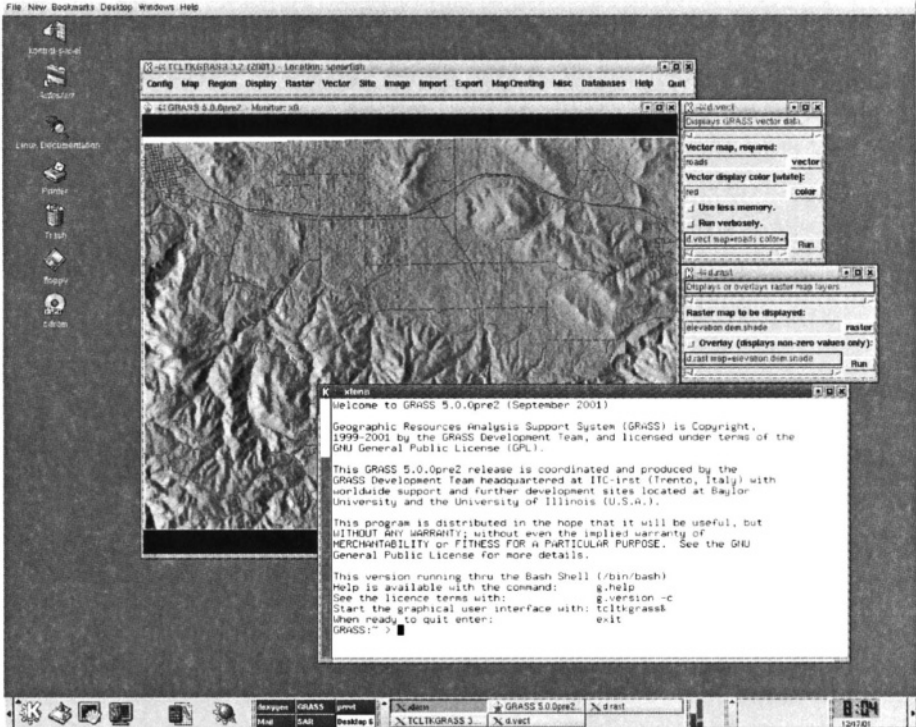 File New Bookmarks Desktop Windows Help
Autostart
Linux Documentation
Printer
Trash
floppy
cdrom
TCLTKGRASS 3.2 (2001) - Location: spearfish
Config Map Region Display Raster Vector Site Image Import Export MapCreating Misc Databases Help Quit
GRASS 5.0.0pre2 - Monitor: x0
d.vect
Displays GRASS vector data.
Vector map, required:
roads vector
Vector display color [white]:
red color
Use less memory.
Run verbosely.
d.vect map=roads color=
Run
d.rast
Displays or overlays raster map layers
Raster map to be displayed:
elevation.dem.shade raster
Overlay (displays non-zero values only):
d.rast map=elevation.dem.shade
Run
xterm
Welcome to GRASS 5.0.0pre2 (September 2001)
Geographic Resources Analysis Support System (GRASS) is Copyright,
1999-2001 by the GRASS Development Team, and licensed under terms of the
GNU General Public License (GPL).
This GRASS 5.0.0pre2 release is coordinated and produced by the
GRASS Development Team headquartered at ITC-irst (Trento, Italy) with
worldwide support and further development sites located at Baylor
University and the University of Illinois (U.S.A.).
This program is distributed in the hope that it will be useful, but
WITHOUT ANY WARRANTY; without even the implied warranty of
MERCHANTABILITY or FITNESS FOR A PARTICULAR PURPOSE. See the GNU
General Public License for more details.
This version running thru the Bash Shell (/bin/bash)
Help is available with the command: g.help
See the licence terms with: g.version -c
Start the graphical user interface with: tcltkgrass&
When ready to quit enter: exit
GRASS:~ >
GRASS
Mail SAR Desktop 6
xterm GRASS 5.0.0pre2 d.rast
TCLTKGRASS 3... d.vect
8:04
12/17/01